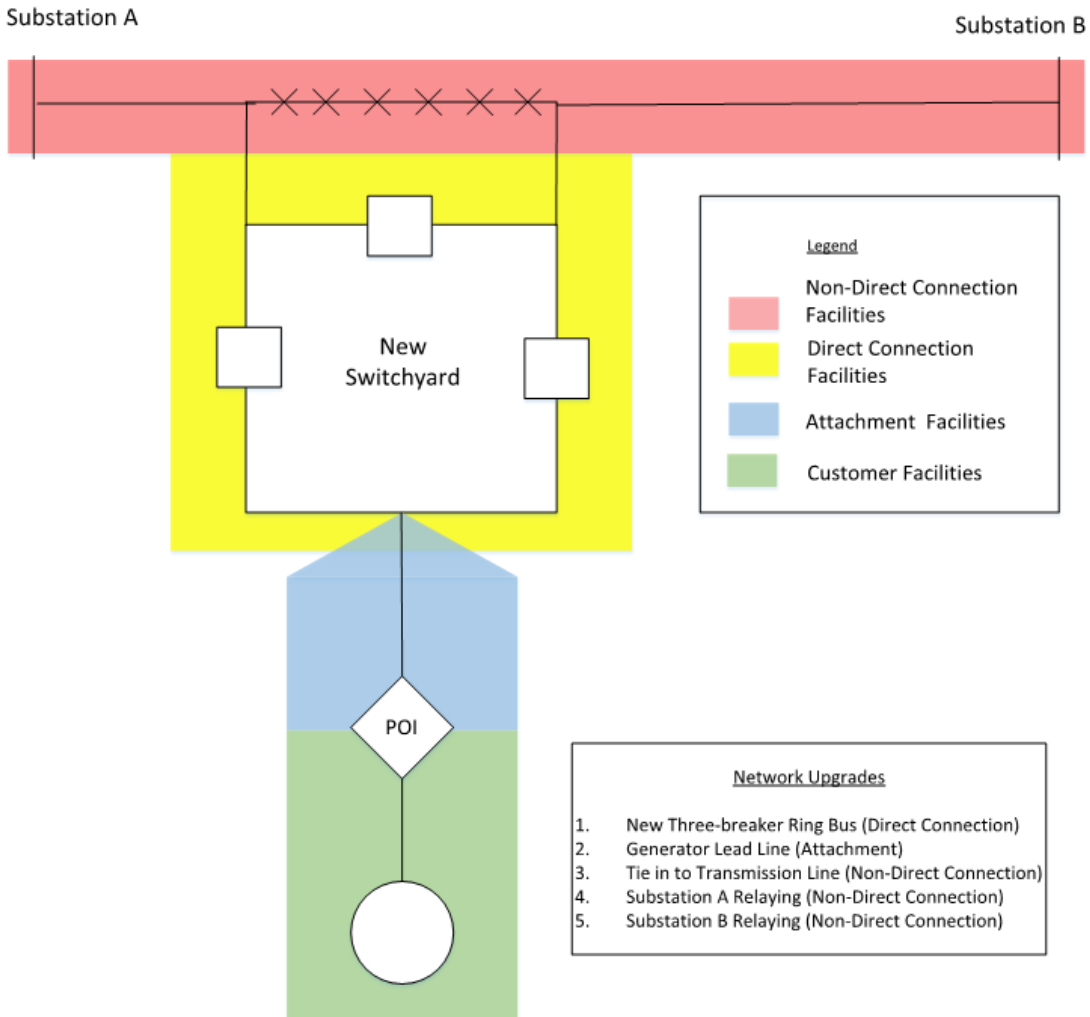 Substation A
Substation B
New
Switchyard
Legend
Non-Direct Connection
Facilities
Direct Connection
Facilities
Attachment Facilities
Customer Facilities
POI
Network Upgrades
1. New Three-breaker Ring Bus (Direct Connection)
2. Generator Lead Line (Attachment)
3. Tie in to Transmission Line (Non-Direct Connection)
4. Substation A Relaying (Non-Direct Connection)
5. Substation B Relaying (Non-Direct Connection)